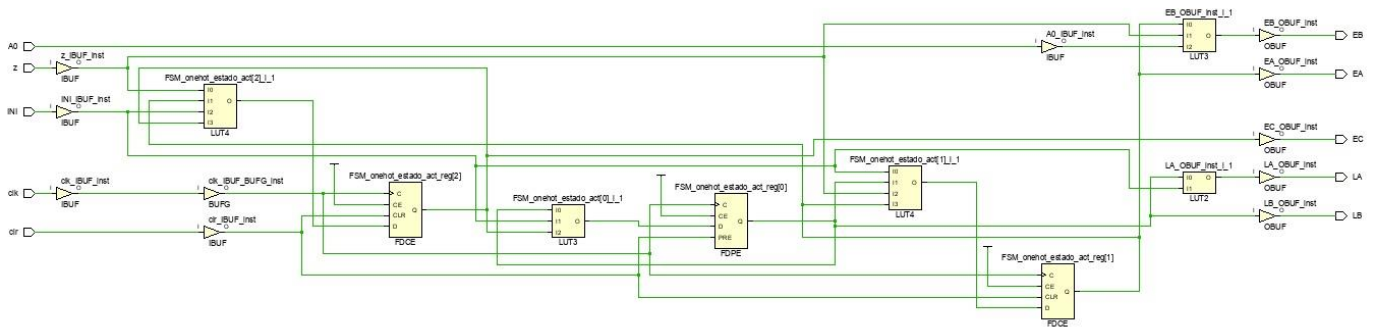 EB_OBUF_inst_i_1
I0
I1 O
I2
LUT3
EB_OBUF_inst
I O
OBUF
EB
A0
A0_IBUF_inst
I O
IBUF
z
z_IBUF_inst
I O
IBUF
EA_OBUF_inst
I O
OBUF
EA
FSM_onehot_estado_act[2]_i_1
I0
I1 O
I2
I3
LUT4
INI
INI_IBUF_inst
I O
IBUF
EC_OBUF_inst
I O
OBUF
EC
FSM_onehot_estado_act[1]_i_1
I0
I1 O
I2
I3
LUT4
LA_OBUF_inst_i_1
I0 O
I1
LUT2
LA_OBUF_inst
I O
OBUF
LA
clk
clk_IBUF_inst
I O
IBUF
clk_IBUF_BUFG_inst
I O
BUFG
FSM_onehot_estado_act_reg[2]
C
CE
CLR Q
D
FDCE
FSM_onehot_estado_act[0]_i_1
I0
I1 O
I2
LUT3
FSM_onehot_estado_act_reg[0]
C
CE
D Q
PRE
FDPE
LB_OBUF_inst
I O
OBUF
LB
clr
clr_IBUF_inst
I O
IBUF
FSM_onehot_estado_act_reg[1]
C
CE
CLR Q
D
FDCE